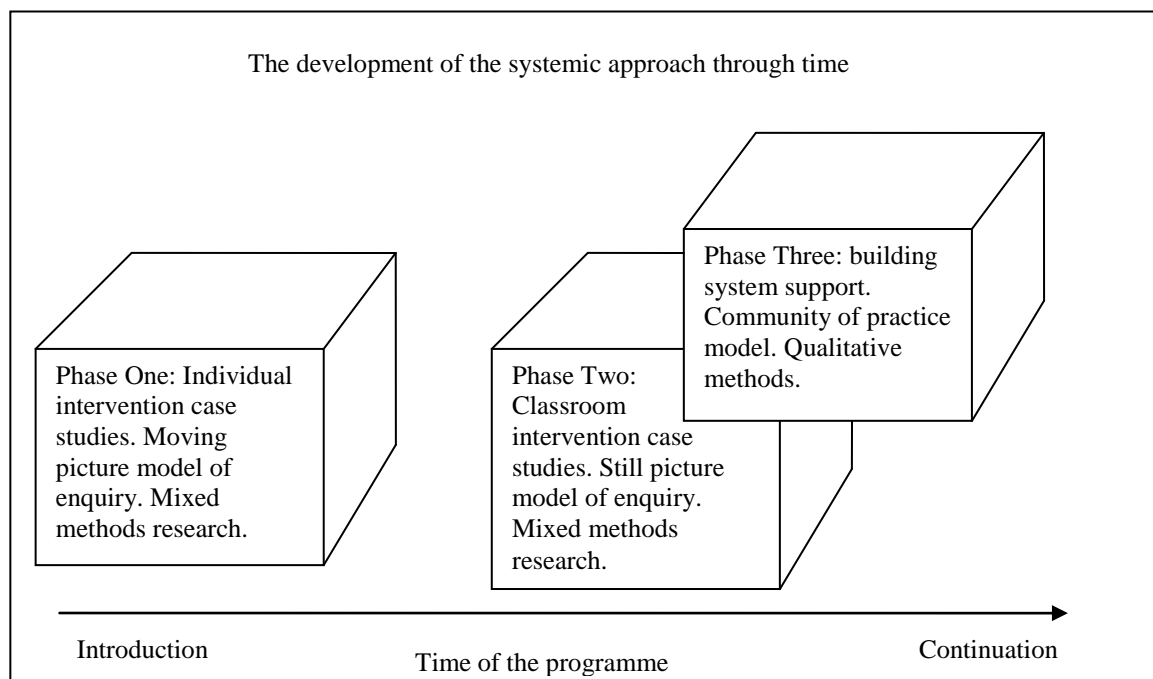 The development of the systemic approach through time
Phase One: Individual
intervention case
studies. Moving
picture model of
enquiry. Mixed
methods research.
Phase Two:
Classroom
intervention case
studies. Still picture
model of enquiry.
Mixed methods
research.
Phase Three: building
system support.
Community of practice
model. Qualitative
methods.
Introduction
Time of the programme
Continuation